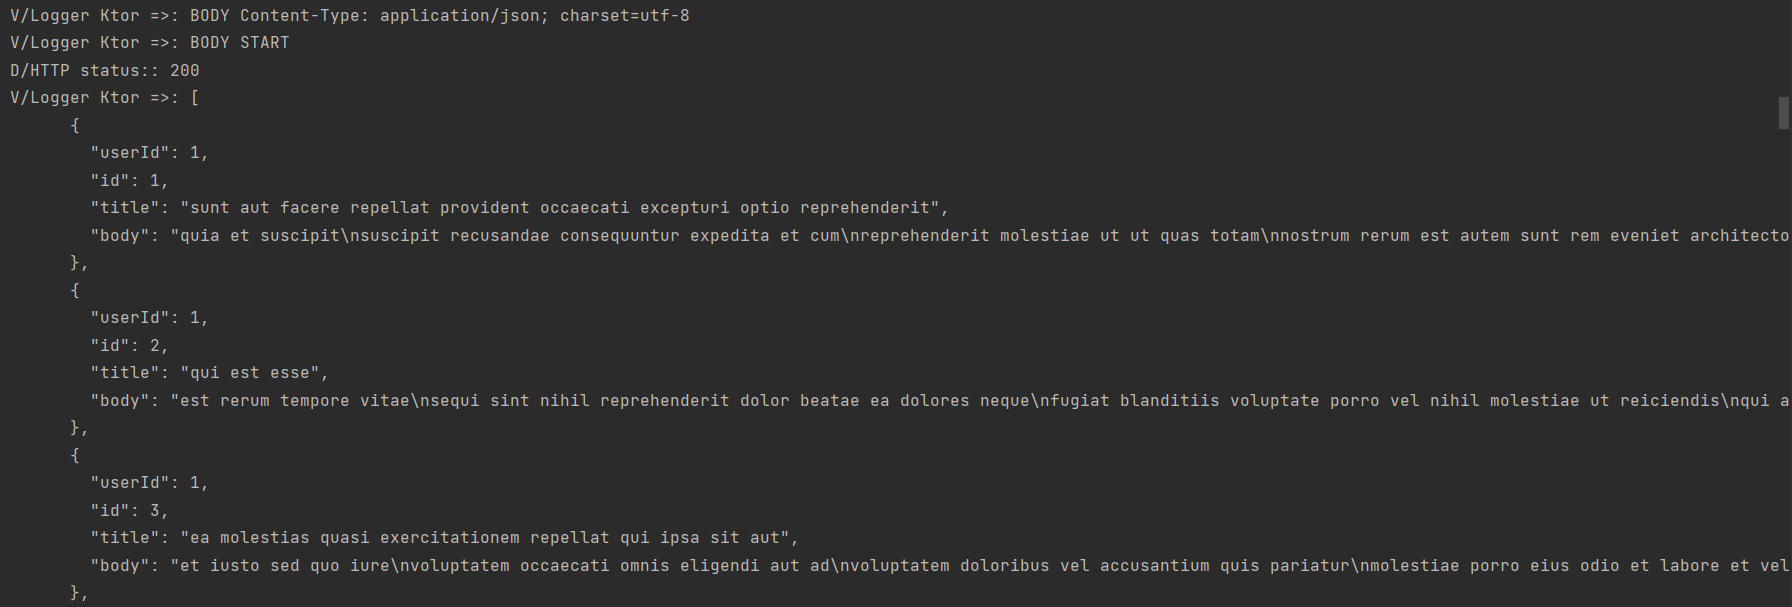 V/Logger Ktor =>: BODY Content-Type: application/json; charset=utf-8
V/Logger Ktor =>: BODY START
D/HTTP status:: 200
V/Logger Ktor =>: [
      {
        "userId": 1,
        "id": 1,
        "title": "sunt aut facere repellat provident occaecati excepturi optio reprehenderit",
        "body": "quia et suscipit\nsuscipit recusandae consequuntur expedita et cum\nreprehenderit molestiae ut ut quas totam\nnostrum rerum est autem sunt rem eveniet architecto
      },
      {
        "userId": 1,
        "id": 2,
        "title": "qui est esse",
        "body": "est rerum tempore vitae\nsequi sint nihil reprehenderit dolor beatae ea dolores neque\nfugiat blanditiis voluptate porro vel nihil molestiae ut reiciendis\nqui a
      },
      {
        "userId": 1,
        "id": 3,
        "title": "ea molestias quasi exercitationem repellat qui ipsa sit aut",
        "body": "et iusto sed quo iure\nvoluptatem occaecati omnis eligendi aut ad\nvoluptatem doloribus vel accusantium quis pariatur\nmolestiae porro eius odio et labore et vel
      },